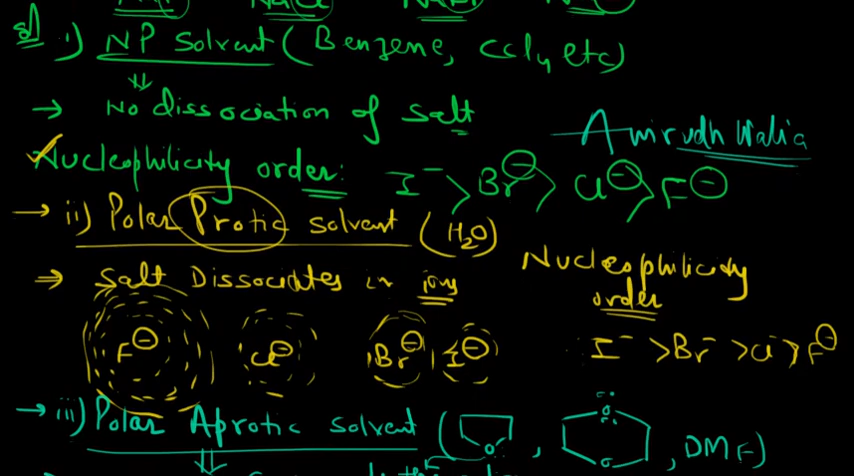 i) NP Solvent (Benzene, CCl4 etc)
→ No dissociation of salt
Anirudh Walia
Nucleophilicity order: I⁻ > Br⊖ > Cl⊖ > F⊖
→ ii) Polar Protic solvent (H2O)
⇒ Salt Dissociates in ions
Nucleophilicity
order
F⊖ Cl⊖ Br⊖ I⊖
I⁻ > Br⁻ > Cl > F⊖
→ iii) Polar Aprotic solvent ( O , O O , DMF)